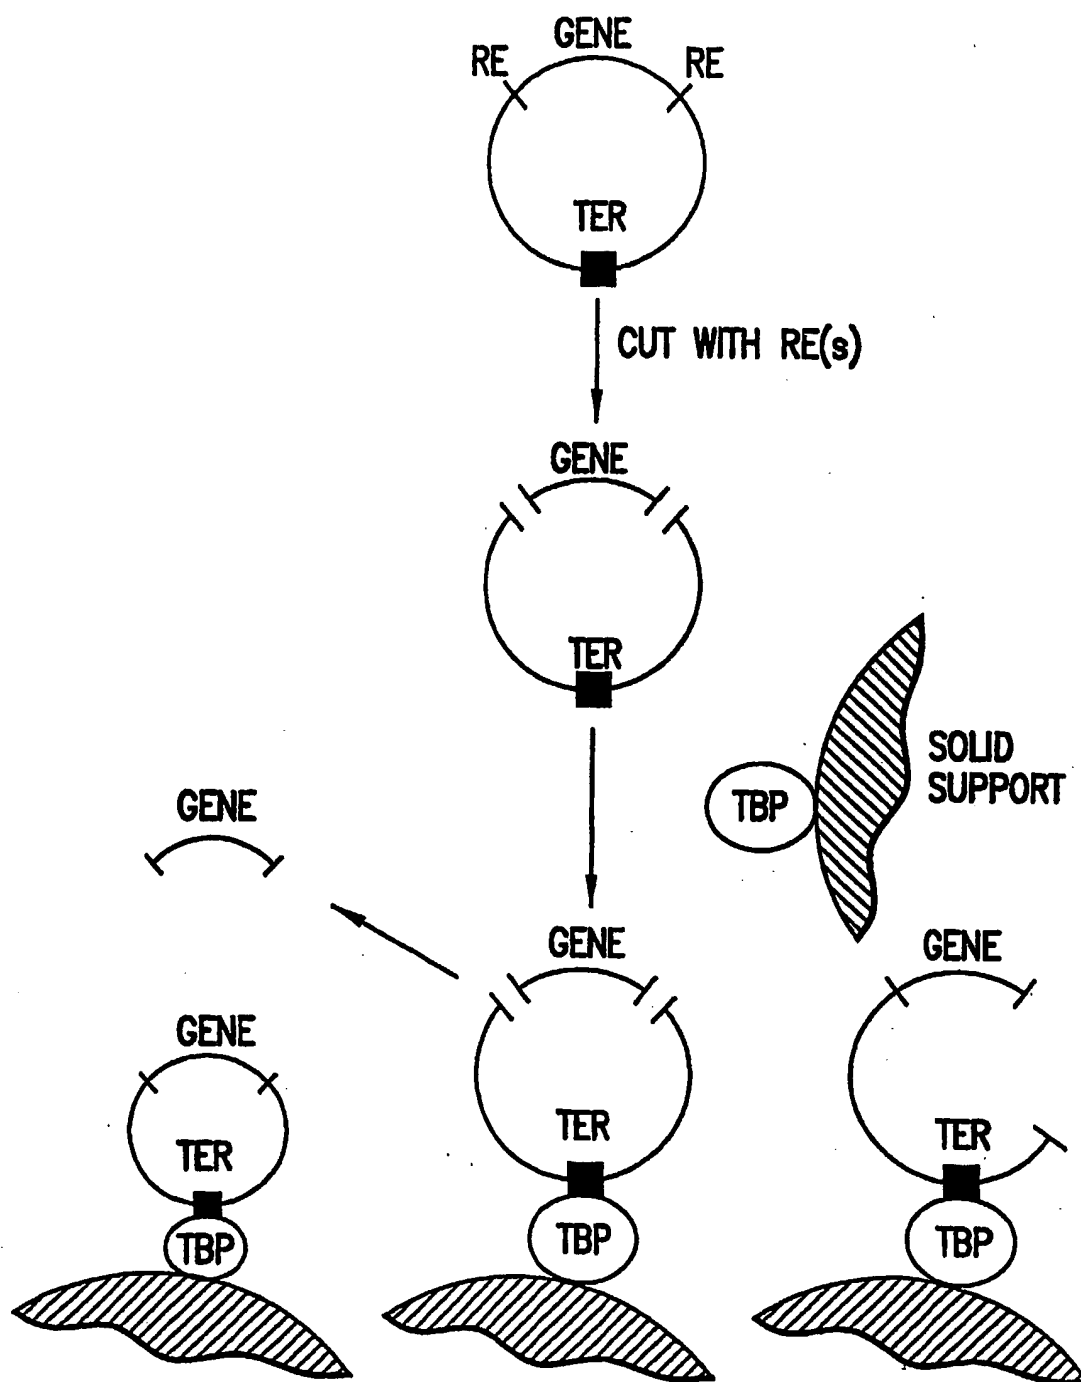 GENE
RE
RE
TER
CUT WITH RE(s)
GENE
TER
SOLID
SUPPORT
TBP
GENE
GENE
GENE
GENE
TER
TER
TER
TBP
TBP
TBP